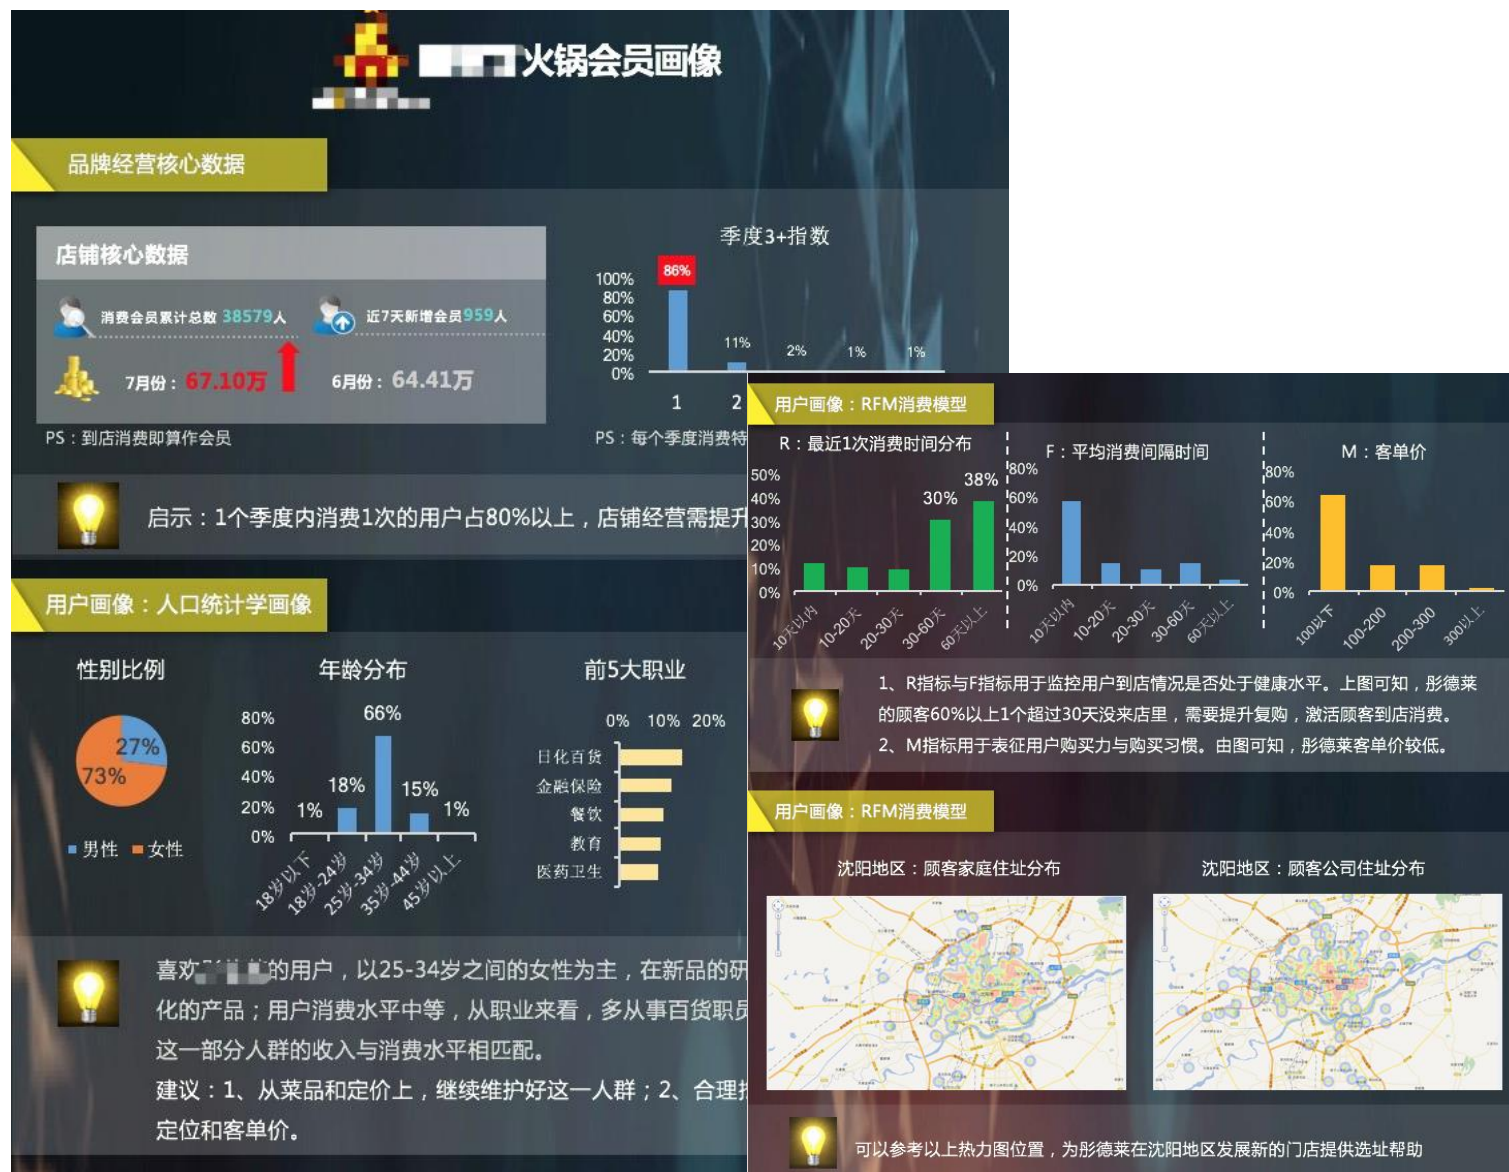 火锅会员画像
品牌经营核心数据
店铺核心数据
消费会员累计总数 38579人
近7天新增会员959人
7月份：67.10万
6月份：64.41万
PS：到店消费即算作会员
季度3+指数
100%
80%
60%
40%
20%
0%
86%
11%
2%
1%
1%
1
2
PS：每个季度消费特
启示：1个季度内消费1次的用户占80%以上，店铺经营需提升
用户画像：人口统计学画像
性别比例
27%
73%
男性
女性
年龄分布
80%
60%
40%
20%
0%
1%
18%
66%
15%
1%
18岁以下
18岁-24岁
25岁-34岁
35岁-44岁
45岁以上
前5大职业
0%
10%
20%
日化百货
金融保险
餐饮
教育
医药卫生
喜欢
的用户，以25-34岁之间的女性为主，在新品的研
化的产品；用户消费水平中等，从职业来看，多从事百货职员
这一部分人群的收入与消费水平相匹配。
建议：1、从菜品和定价上，继续维护好这一人群；2、合理
定位和客单价。
用户画像：RFM消费模型
R：最近1次消费时间分布
50%
40%
30%
20%
10%
0%
30%
38%
10天以内
10-20天
20-30天
30-60天
60天以上
F：平均消费间隔时间
80%
60%
40%
20%
0%
10天以内
10-20天
20-30天
30-60天
60天以上
M：客单价
80%
60%
40%
20%
0%
100以下
100-200
200-300
300以上
1、R指标与F指标用于监控用户到店情况是否处于健康水平。上图可知，彤德莱
的顾客60%以上1个超过30天没来店里，需要提升复购，激活顾客到店消费。
2、M指标用于表征用户购买力与购买习惯。由图可知，彤德莱客单价较低。
用户画像：RFM消费模型
沈阳地区：顾客家庭住址分布
沈阳地区：顾客公司住址分布
可以参考以上热力图位置，为彤德莱在沈阳地区发展新的门店提供选址帮助